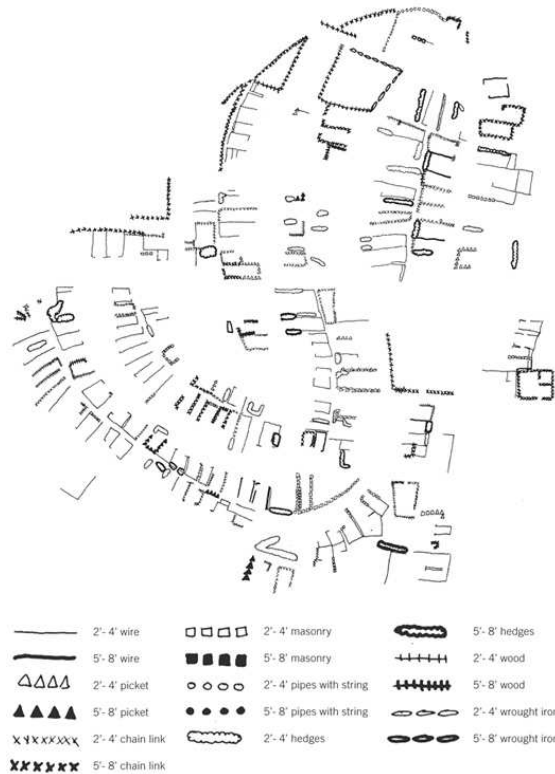 2'- 4' wire
5'- 8' wire
2'- 4' picket
5'- 8' picket
2'- 4' chain link
5'- 8' chain link
2'- 4' masonry
5'- 8' masonry
2'- 4' pipes with string
5'- 8' pipes with string
2'- 4' hedges
5'- 8' hedges
2'- 4' wood
5'- 8' wood
2'- 4' wrought iron
5'- 8' wrought iron